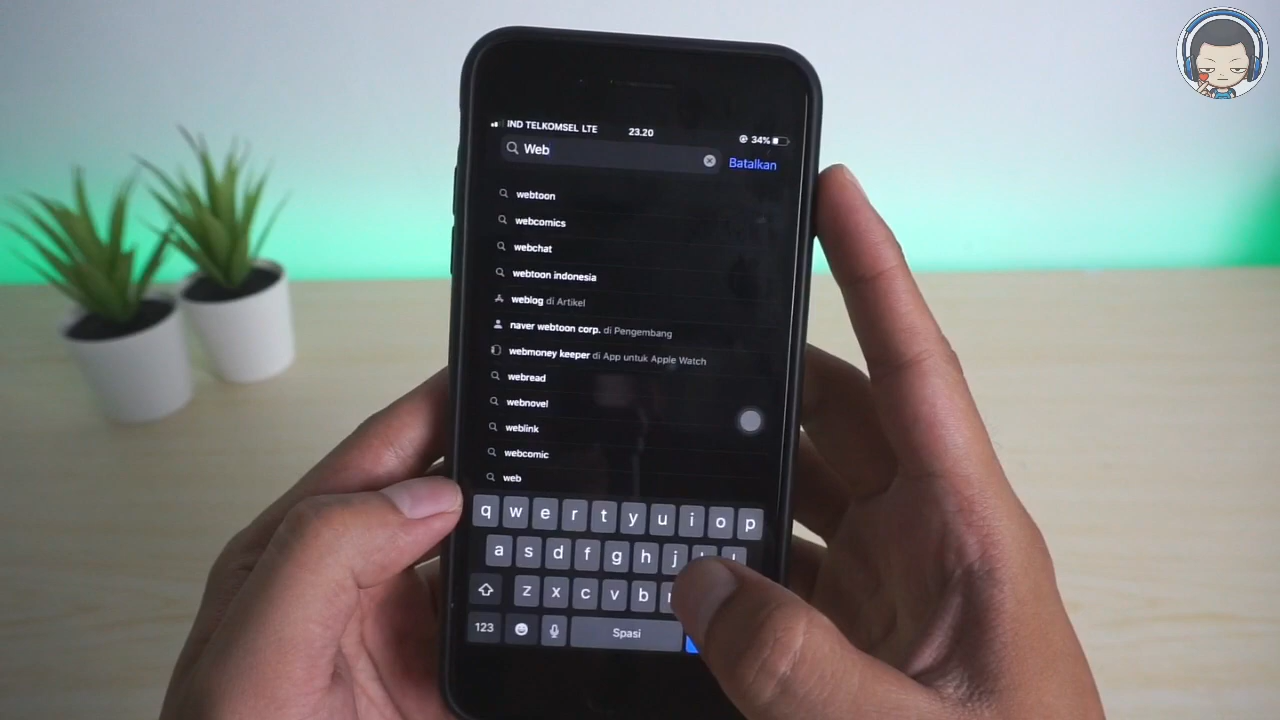 IND TELKOMSEL LTE 23.20 34%
Web Batalkan
webtoon
webcomics
webchat
webtoon indonesia
weblog di Artikel
naver webtoon corp. di Pengembang
webmoney keeper di App untuk Apple Watch
webread
webnovel
weblink
webcomic
web
q w e r t y u i o p
a s d f g h j
z x c v b
123 Spasi